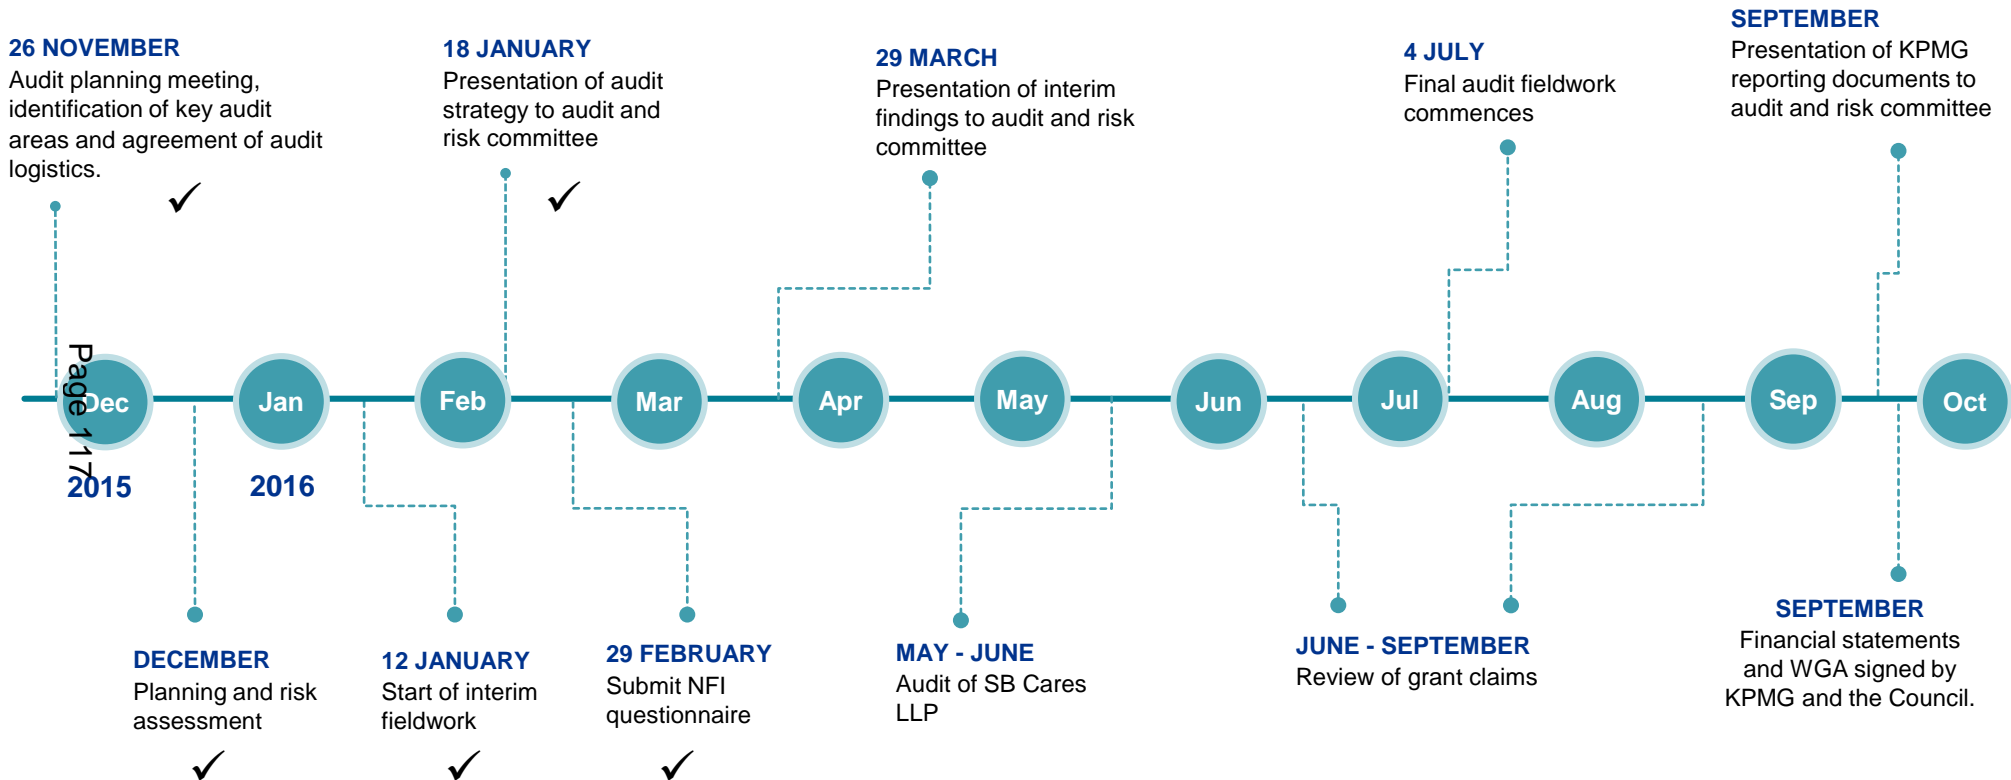 26 NOVEMBER
Audit planning meeting,
identification of key audit
areas and agreement of audit
logistics.
18 JANUARY
Presentation of audit
strategy to audit and
risk committee
29 MARCH
Presentation of interim
findings to audit and risk
committee
4 JULY
Final audit fieldwork
commences
SEPTEMBER
Presentation of KPMG
reporting documents to
audit and risk committee
Page 117
Dec
Jan
Feb
Mar
Apr
May
Jun
Jul
Aug
Sep
Oct
2015
2016
DECEMBER
Planning and risk
assessment
12 JANUARY
Start of interim
fieldwork
29 FEBRUARY
Submit NFI
questionnaire
MAY - JUNE
Audit of SB Cares
LLP
JUNE - SEPTEMBER
Review of grant claims
SEPTEMBER
Financial statements
and WGA signed by
KPMG and the Council.